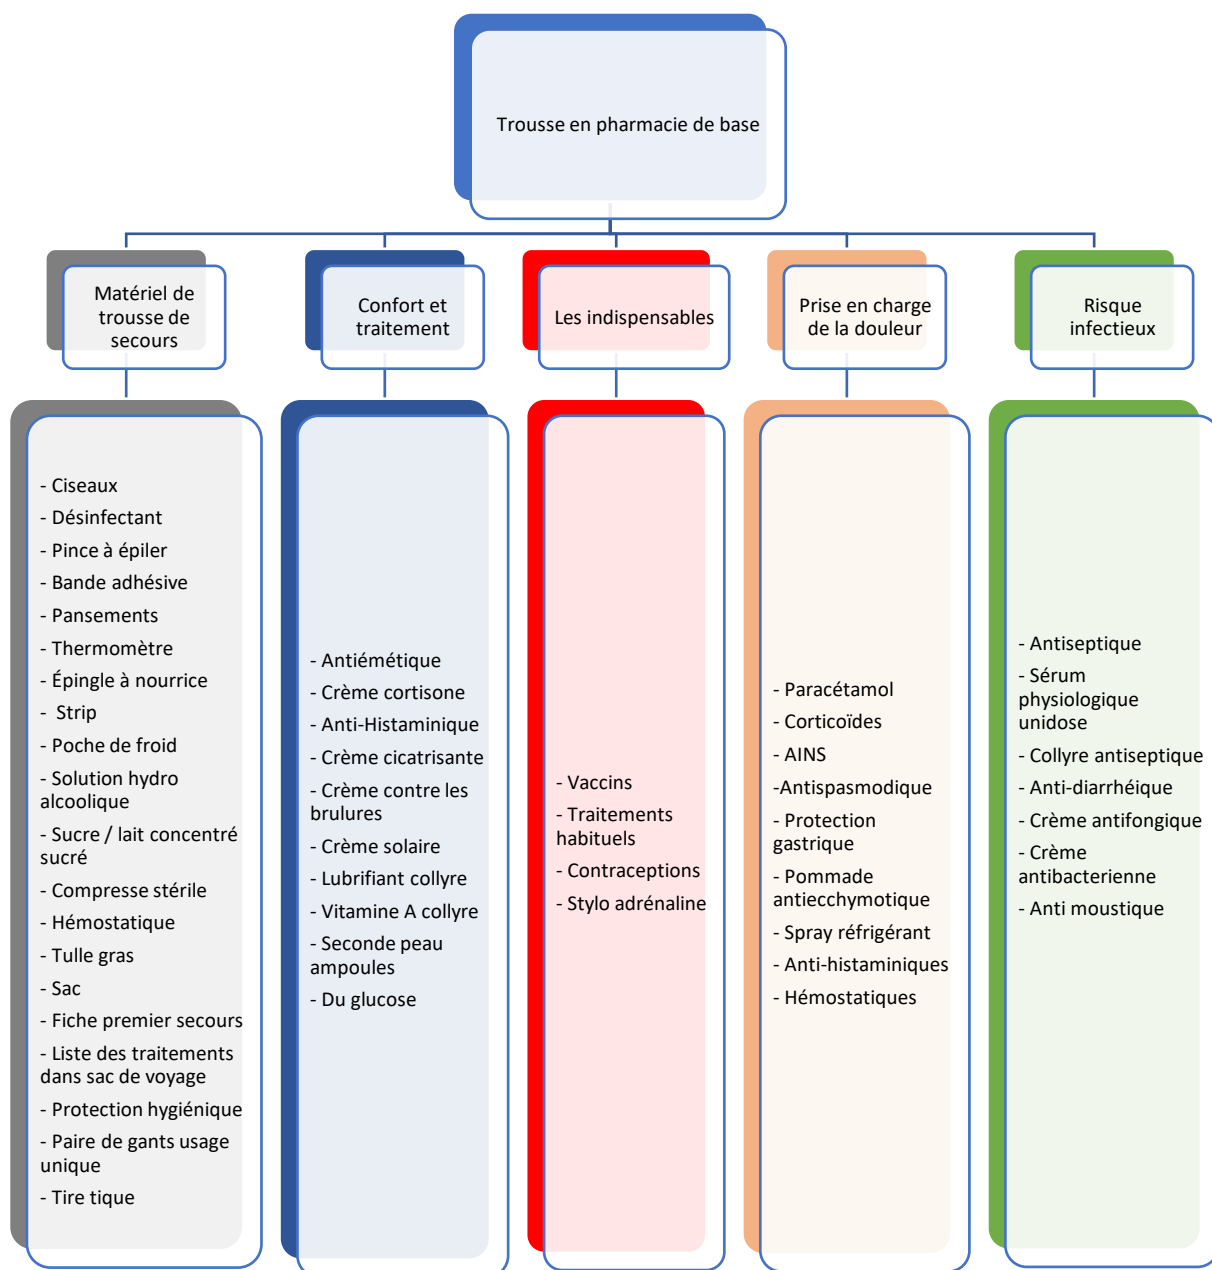 Trousse en pharmacie de base
Matériel de
trousse de
secours
Confort et
traitement
Les indispensables
Prise en charge
de la douleur
Risque
infectieux
- Ciseaux
- Désinfectant
- Pince à épiler
- Bande adhésive
- Pansements
- Thermomètre
- Épingle à nourrice
- Strip
- Poche de froid
- Solution hydro
alcoolique
- Sucre / lait concentré
sucré
- Compresse stérile
- Hémostatique
- Tulle gras
- Sac
- Fiche premier secours
- Liste des traitements
dans sac de voyage
- Protection hygiénique
- Paire de gants usage
unique
- Tire tique
- Antiémétique
- Crème cortisone
- Anti-Histaminique
- Crème cicatrisante
- Crème contre les
brulures
- Crème solaire
- Lubrifiant collyre
- Vitamine A collyre
- Seconde peau
ampoules
- Du glucose
- Vaccins
- Traitements
habituels
- Contraceptions
- Stylo adrénaline
- Paracétamol
- Corticoïdes
- AINS
-Antispasmodique
- Protection
gastrique
- Pommade
antiecchymotique
- Spray réfrigérant
- Anti-histaminiques
- Hémostatiques
- Antiseptique
- Sérum
physiologique
unidose
- Collyre antiseptique
- Anti-diarrhéique
- Crème antifongique
- Crème
antibacterienne
- Anti moustique